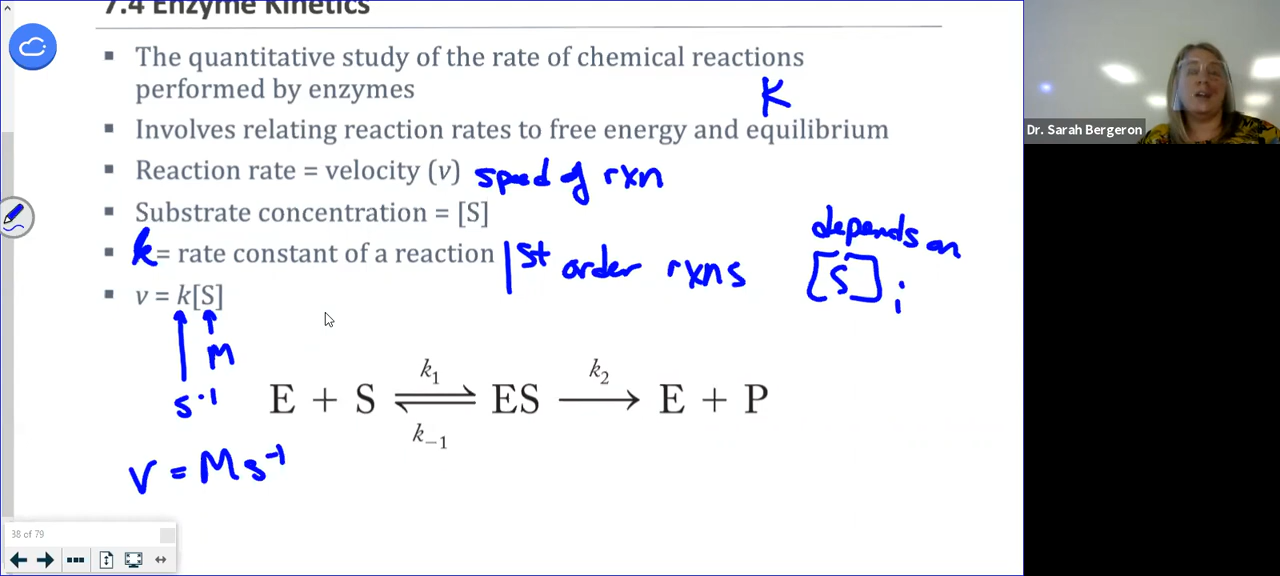 7.4 Enzyme Kinetics
▪ The quantitative study of the rate of chemical reactions
performed by enzymes
K
▪ Involves relating reaction rates to free energy and equilibrium
▪ Reaction rate = velocity (v) speed of rxn
▪ Substrate concentration = [S]
▪ k = rate constant of a reaction 1st order rxns
depends on
[S]i
▪ v = k[S]
M
s-1
k1
k2
E + S ⇌ ES → E + P
k−1
V = Ms-1
Dr. Sarah Bergeron
38 of 79